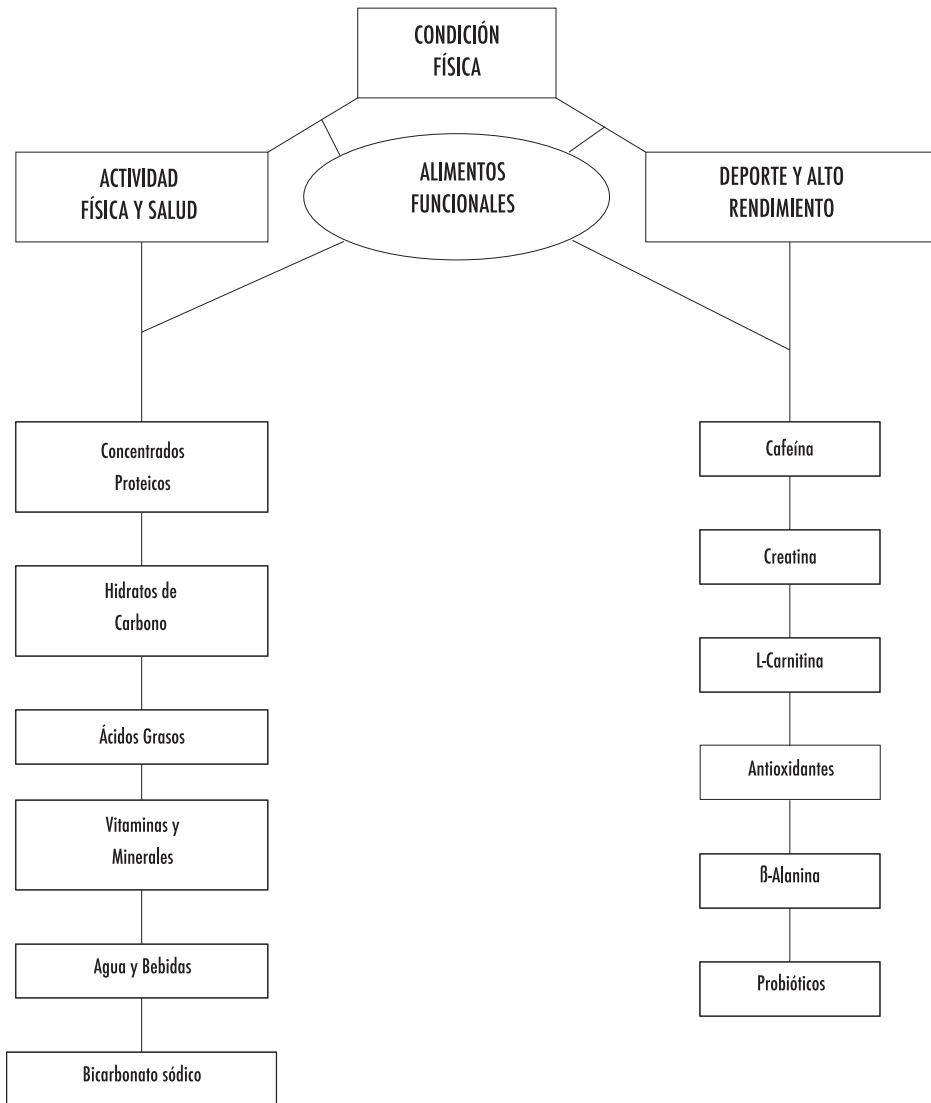 CONDICIÓN
FÍSICA
ACTIVIDAD
FÍSICA Y SALUD
ALIMENTOS
FUNCIONALES
DEPORTE Y ALTO
RENDIMIENTO
Concentrados
Proteicos
Hidratos de
Carbono
Ácidos Grasos
Vitaminas y
Minerales
Agua y Bebidas
Bicarbonato sódico
Cafeína
Creatina
L-Carnitina
Antioxidantes
ß-Alanina
Probióticos